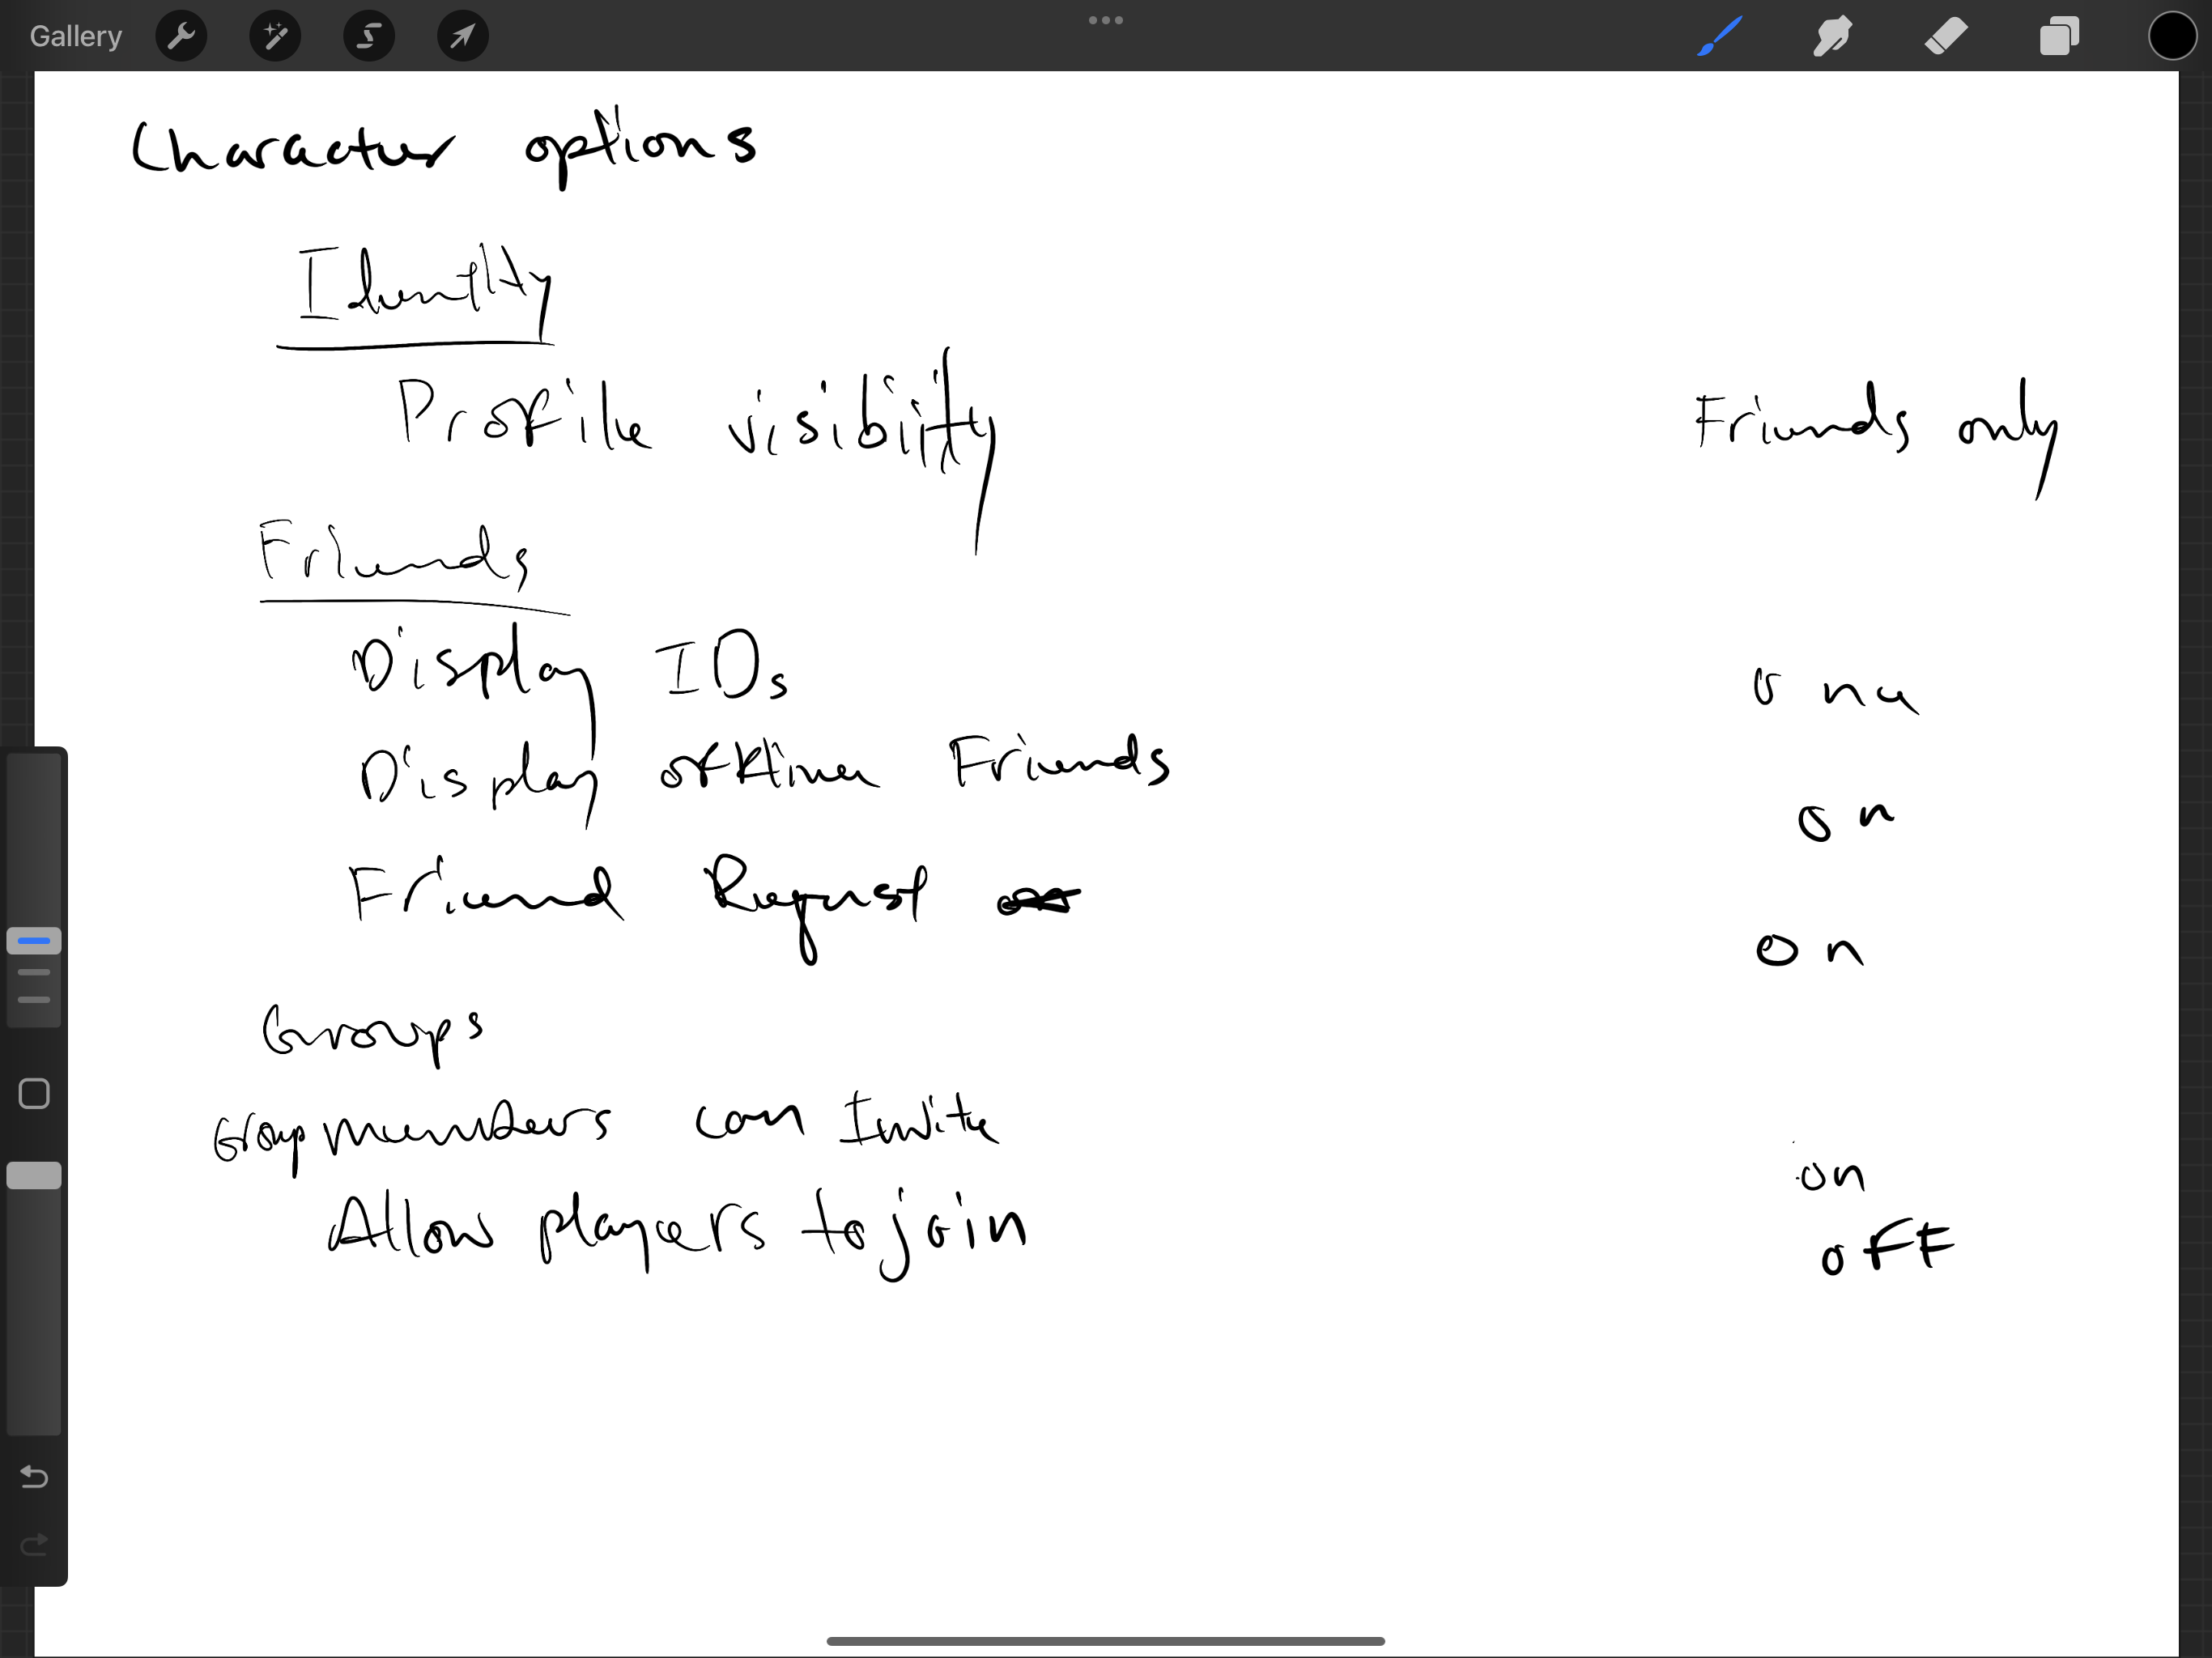 Gallery
Character options
Identity
Profile visibility Friends only
Friends
Display IDs
Display offline Friends on
Friend Request on
Groups
Group members can Invite on
Allow players to join off